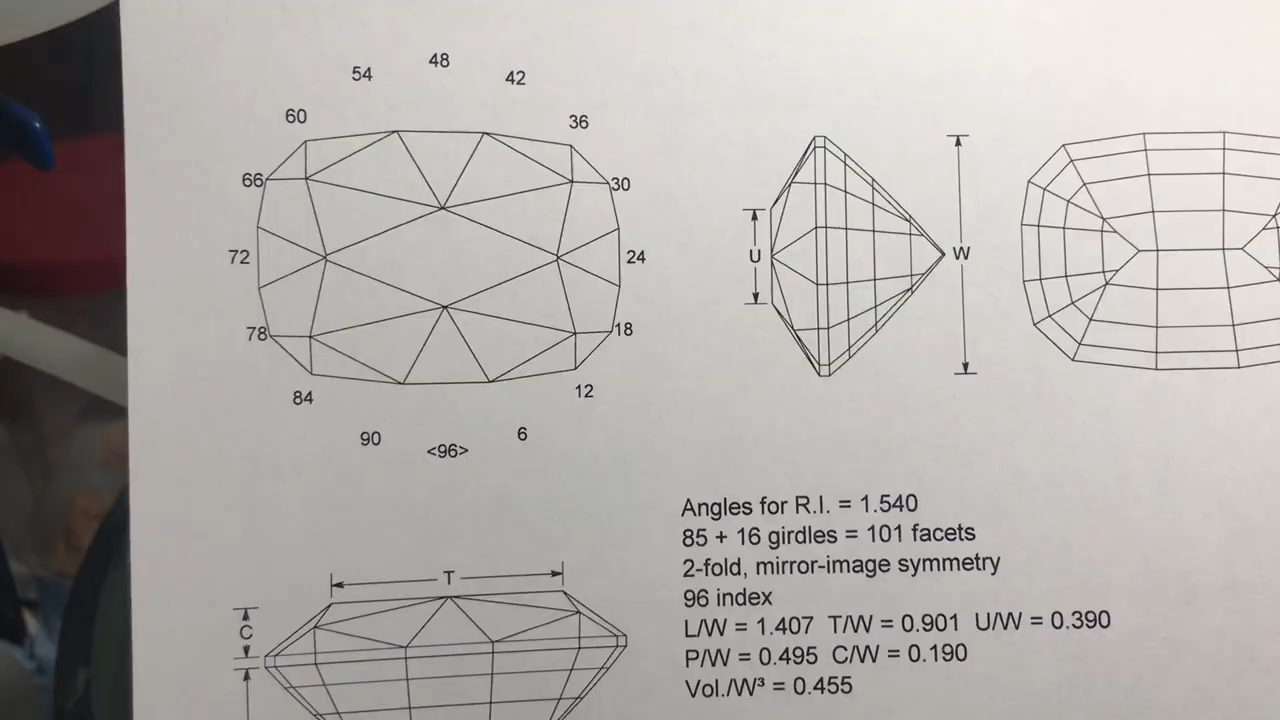 48
54
42
60
36
66
30
72
24
78
18
84
12
90
<96>
6
U
W
T
C
Angles for R.I. = 1.540
85 + 16 girdles = 101 facets
2-fold, mirror-image symmetry
96 index
L/W = 1.407 T/W = 0.901 U/W = 0.390
P/W = 0.495 C/W = 0.190
Vol./W³ = 0.455